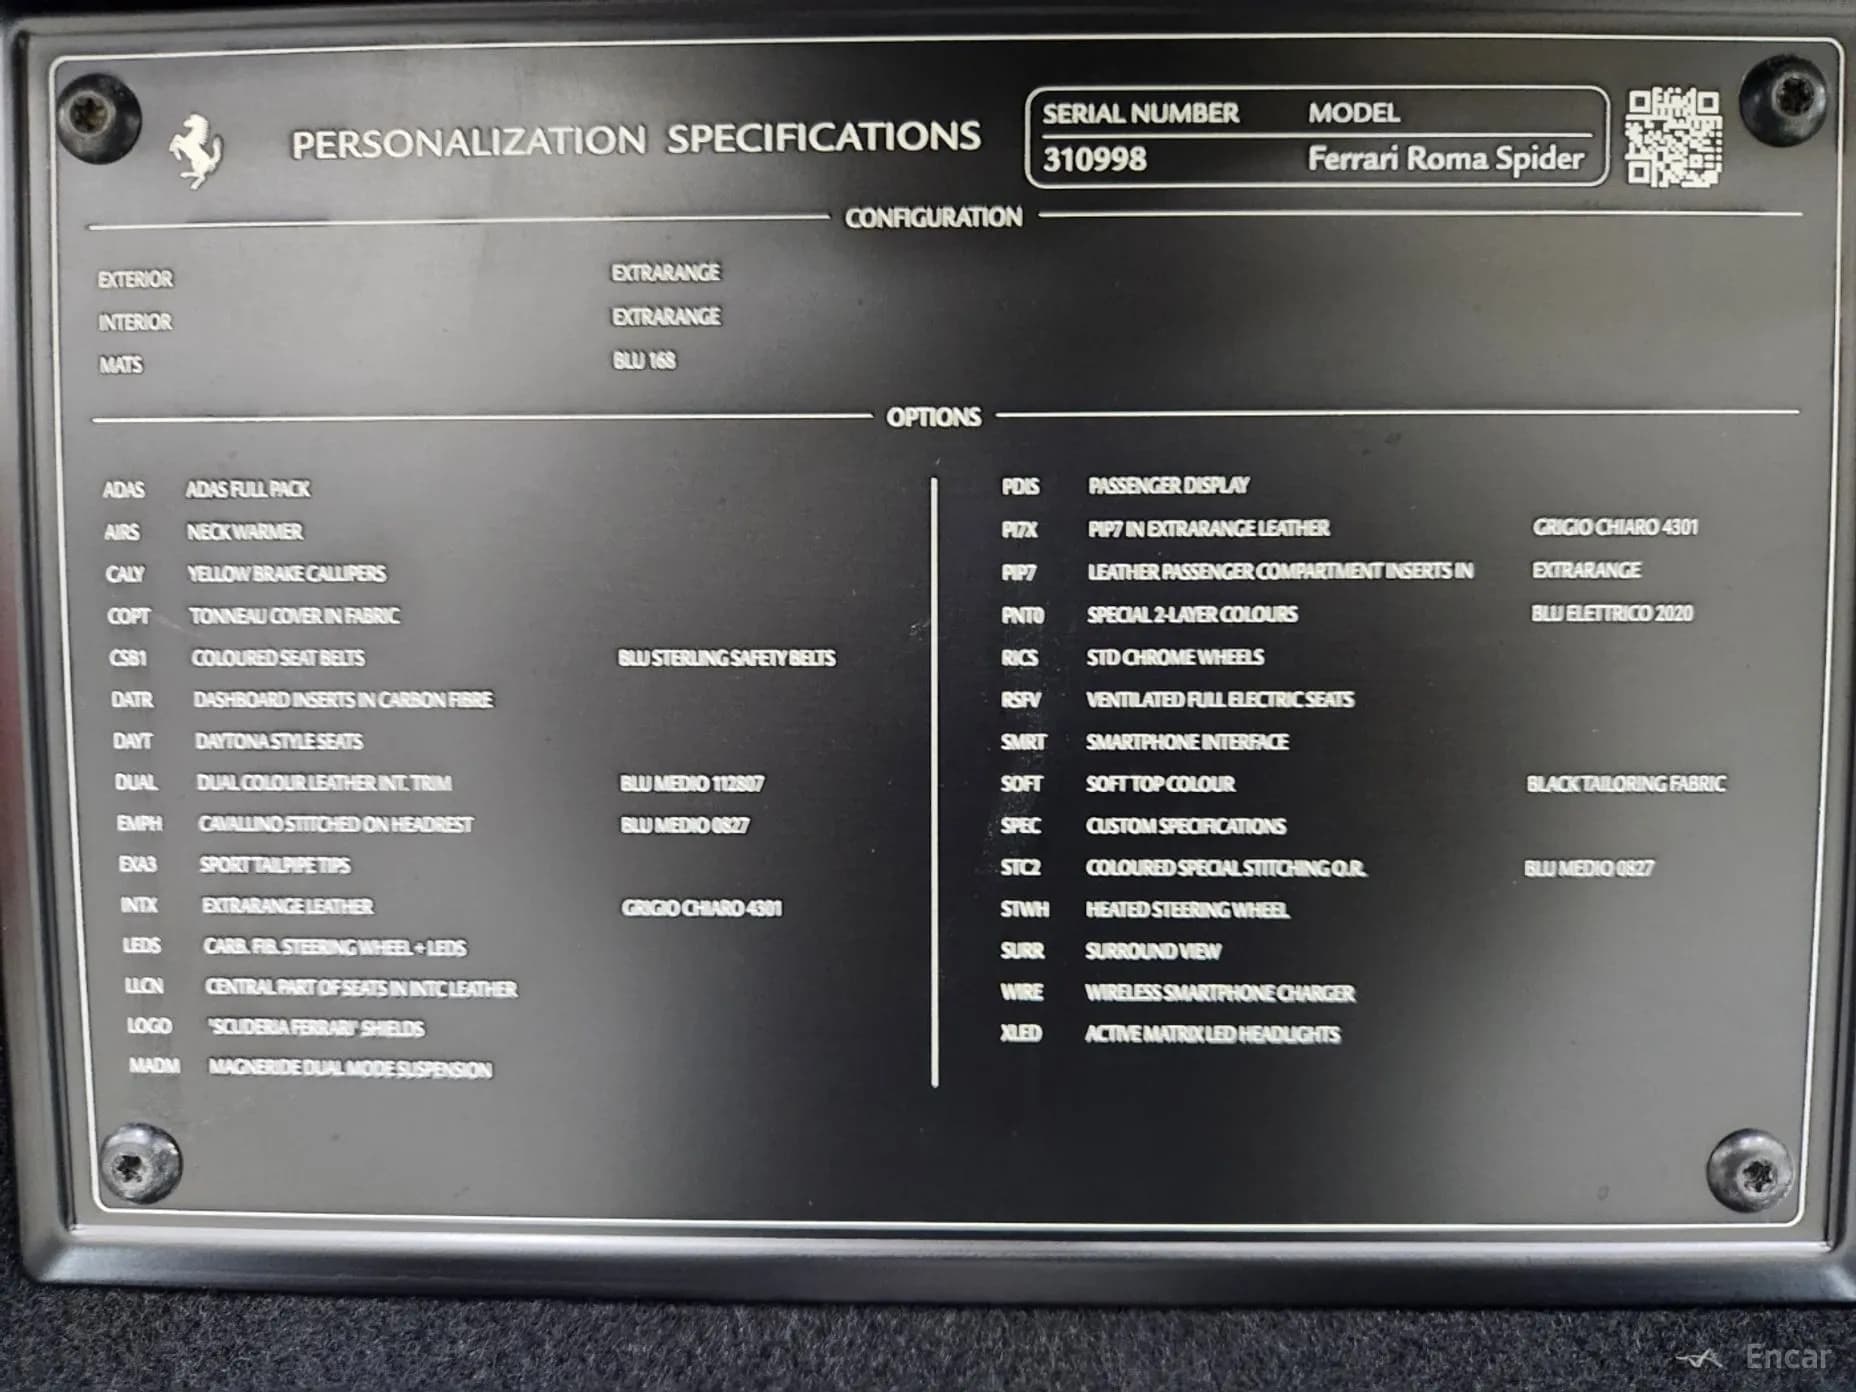 PERSONALIZATION SPECIFICATIONS
SERIAL NUMBER MODEL
310998 Ferrari Roma Spider
CONFIGURATION
EXTERIOR EXTRARANGE
INTERIOR EXTRARANGE
MATS BLU 168
OPTIONS
ADAS ADAS FULL PACK
AIRS NECK WARMER
CALY YELLOW BRAKE CALLIPERS
COPT TONNEAU COVER IN FABRIC
CSB1 COLOURED SEAT BELTS BLU STERLING SAFETY BELTS
DATR DASHBOARD INSERTS IN CARBON FIBRE
DAYT DAYTONA STYLE SEATS
DUAL DUAL COLOUR LEATHER INT. TRIM BLU MEDIO 112807
EMPH CAVALLINO STITCHED ON HEADREST BLU MEDIO 0827
EXA3 SPORT TAILPIPE TIPS
INTX EXTRARANGE LEATHER GRIGIO CHIARO 4301
LEDS CARB. FIB. STEERING WHEEL + LEDS
LLCN CENTRAL PART OF SEATS IN INTC LEATHER
LOGO "SCUDERIA FERRARI" SHIELDS
MADM MAGNERIDE DUAL MODE SUSPENSION
PDIS PASSENGER DISPLAY
PI7X PIP7 IN EXTRARANGE LEATHER GRIGIO CHIARO 4301
PIP7 LEATHER PASSENGER COMPARTMENT INSERTS IN EXTRARANGE
PNT0 SPECIAL 2-LAYER COLOURS BLU ELETTRICO 2020
RICS STD CHROME WHEELS
RSFV VENTILATED FULL ELECTRIC SEATS
SMRT SMARTPHONE INTERFACE
SOFT SOFT TOP COLOUR BLACK TAILORING FABRIC
SPEC CUSTOM SPECIFICATIONS
STC2 COLOURED SPECIAL STITCHING O.R. BLU MEDIO 0827
STWH HEATED STEERING WHEEL
SURR SURROUND VIEW
WIRE WIRELESS SMARTPHONE CHARGER
XLED ACTIVE MATRIX LED HEADLIGHTS
Encar